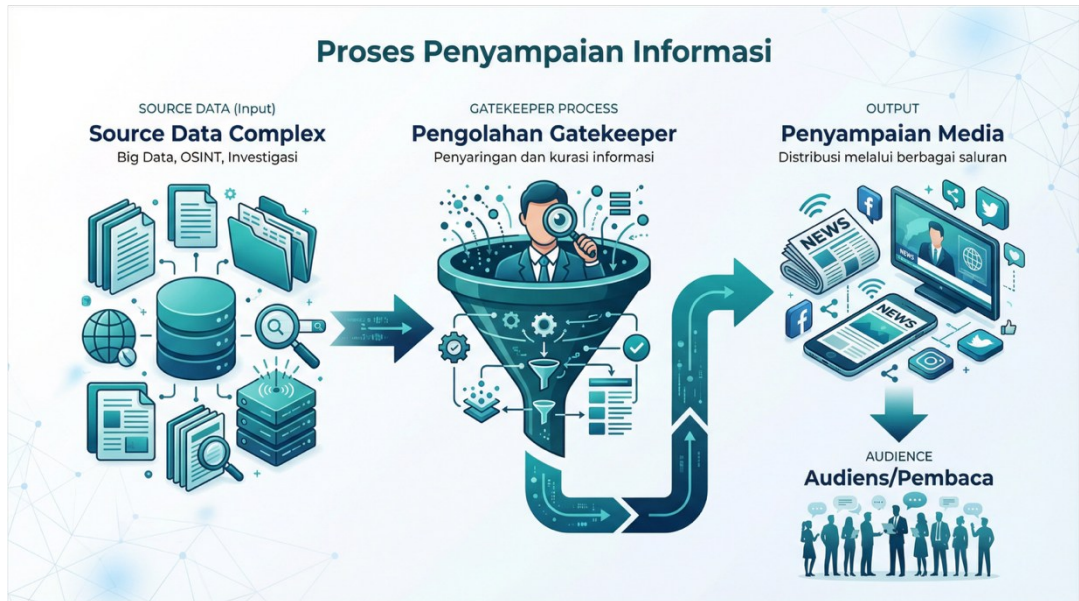 Proses Penyampaian Informasi
SOURCE DATA (Input)
Source Data Complex
Big Data, OSINT, Investigasi
GATEKEEPER PROCESS
Pengolahan Gatekeeper
Penyaringan dan kurasi informasi
OUTPUT
Penyampaian Media
Distribusi melalui berbagai saluran
NEWS
NEWS
NEWS
AUDIENCE
Audiens/Pembaca